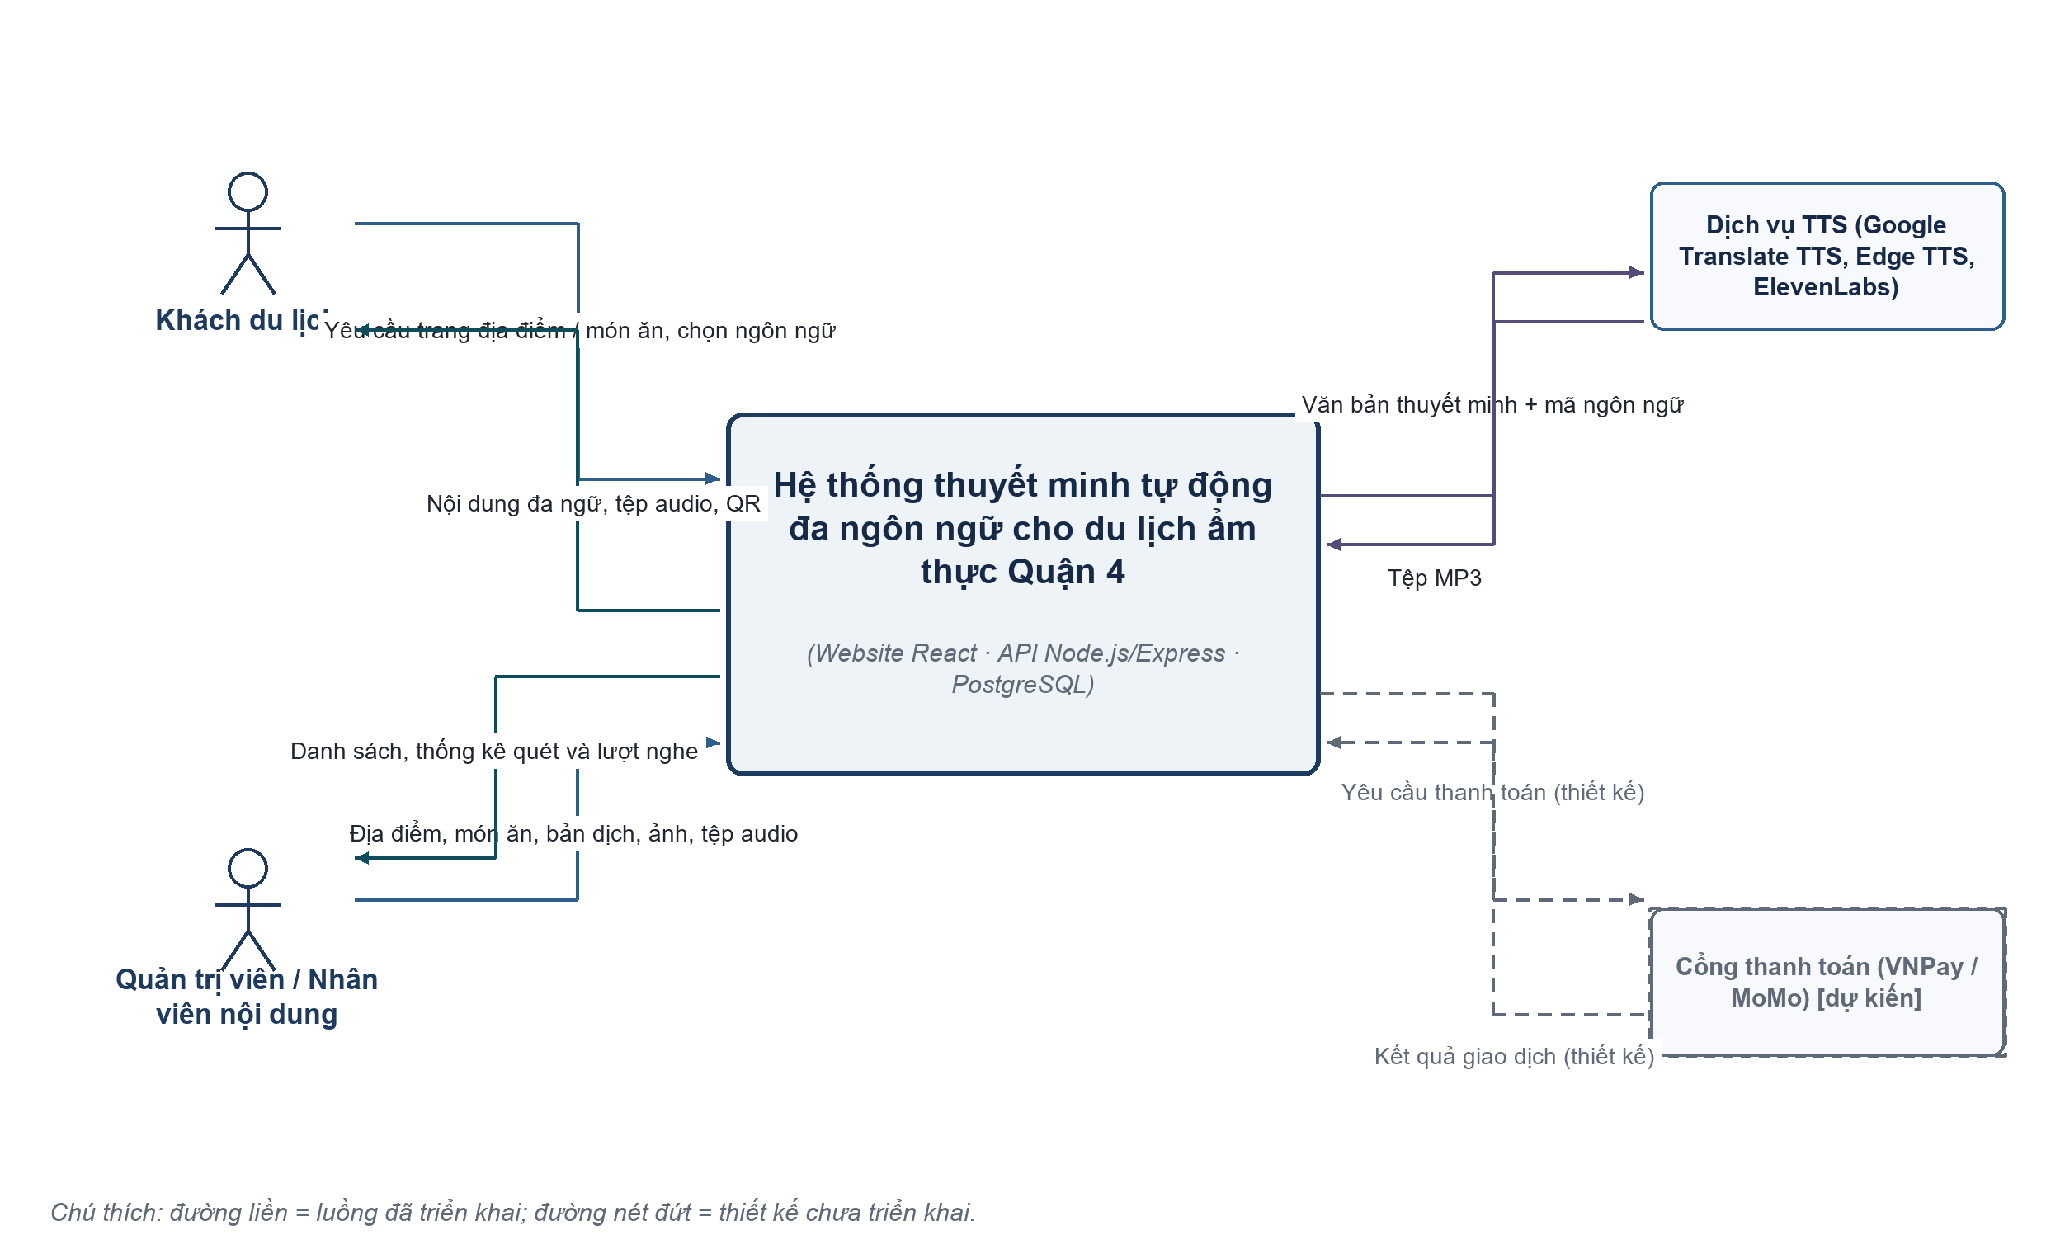 Dịch vụ TTS (Google
Translate TTS, Edge TTS,
ElevenLabs)
Khách du lịc
Yêu cầu trang địa điểm / món ăn, chọn ngôn ngữ
Văn bản thuyết minh + mã ngôn ngữ
Hệ thống thuyết minh tự động
đa ngôn ngữ cho du lịch ẩm
thực Quận 4
Nội dung đa ngữ, tệp audio, QR
Tệp MP3
(Website React · API Node.js/Express ·
PostgreSQL)
Danh sách, thống kê quét và lượt nghe
Yêu cầu thanh toán (thiết kế)
Địa điểm, món ăn, bản dịch, ảnh, tệp audio
Quản trị viên / Nhân
viên nội dung
Cổng thanh toán (VNPay /
MoMo) [dự kiến]
Kết quả giao dịch (thiết kế)
Chú thích: đường liền = luồng đã triển khai; đường nét đứt = thiết kế chưa triển khai.